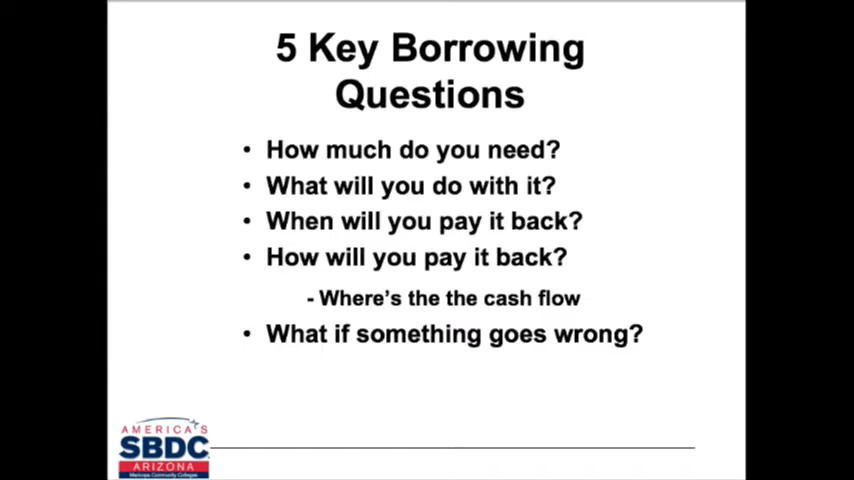 5 Key Borrowing
Questions
• How much do you need?
• What will you do with it?
• When will you pay it back?
• How will you pay it back?
- Where's the the cash flow
• What if something goes wrong?
AMERICA'S
SBDC
ARIZONA
Maricopa Community Colleges